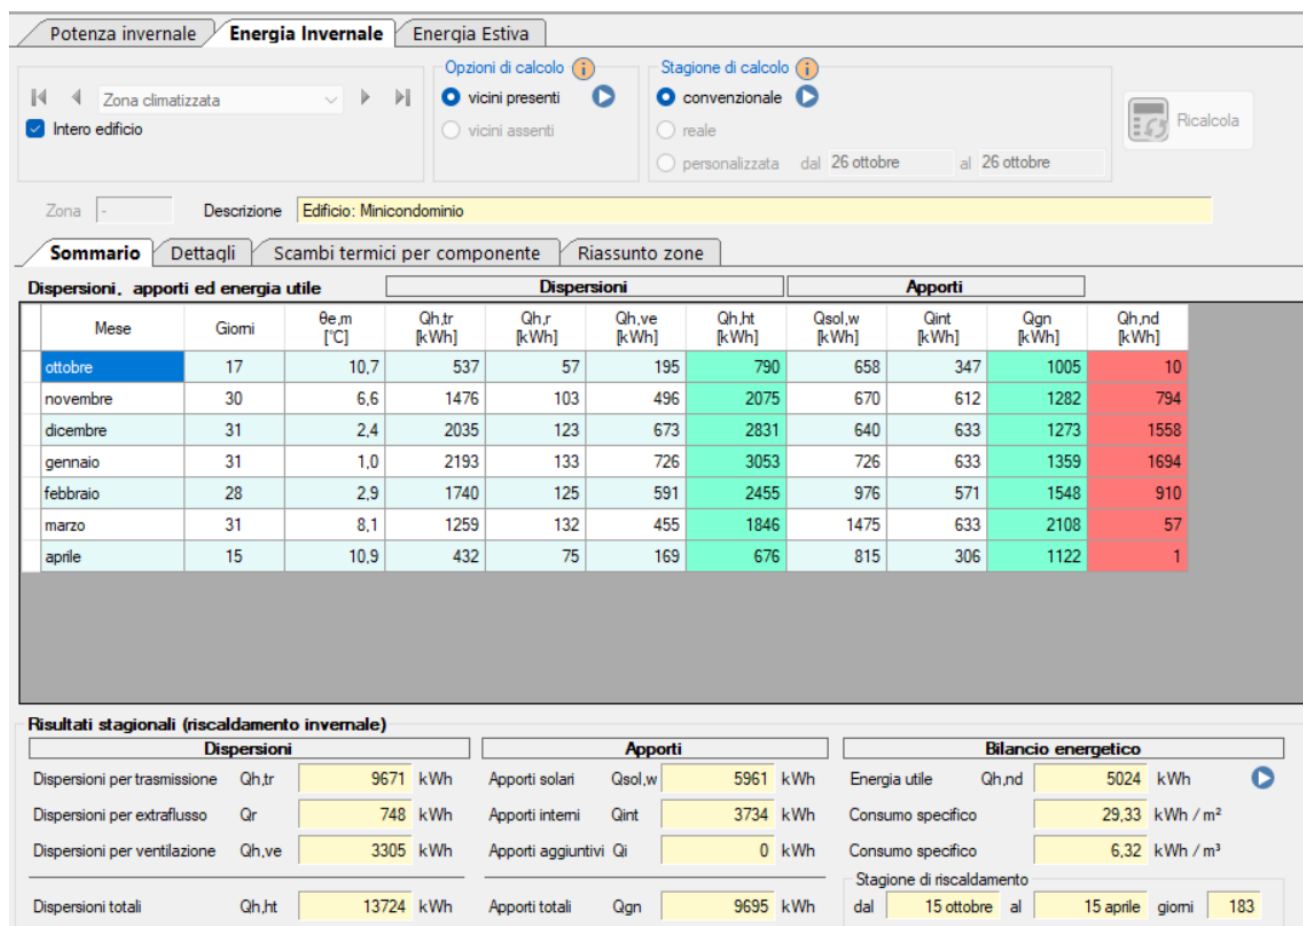 Potenza invernale Energia Invernale Energia Estiva
Opzioni di calcolo i Stagione di calcolo i
Zona climatizzata vicini presenti convenzionale
Intero edificio vicini assenti reale Ricalcola
personalizzata dal 26 ottobre al 26 ottobre
Zona - Descrizione Edificio: Minicondominio
Sommario Dettagli Scambi termici per componente Riassunto zone
Dispersioni, apporti ed energia utile Dispersioni Apporti
Mese Giorni θe,m [°C] Qh,tr [kWh] Qh,r [kWh] Qh,ve [kWh] Qh,ht [kWh] Qsol,w [kWh] Qint [kWh] Qgn [kWh] Qh,nd [kWh]
ottobre 17 10,7 537 57 195 790 658 347 1005 10
novembre 30 6,6 1476 103 496 2075 670 612 1282 794
dicembre 31 2,4 2035 123 673 2831 640 633 1273 1558
gennaio 31 1,0 2193 133 726 3053 726 633 1359 1694
febbraio 28 2,9 1740 125 591 2455 976 571 1548 910
marzo 31 8,1 1259 132 455 1846 1475 633 2108 57
aprile 15 10,9 432 75 169 676 815 306 1122 1
Risultati stagionali (riscaldamento invernale)
Dispersioni Apporti Bilancio energetico
Dispersioni per trasmissione Qh,tr 9671 kWh Apporti solari Qsol,w 5961 kWh Energia utile Qh,nd 5024 kWh
Dispersioni per extraflusso Qr 748 kWh Apporti interni Qint 3734 kWh Consumo specifico 29,33 kWh / m²
Dispersioni per ventilazione Qh,ve 3305 kWh Apporti aggiuntivi Qi 0 kWh Consumo specifico 6,32 kWh / m³
Stagione di riscaldamento
Dispersioni totali Qh,ht 13724 kWh Apporti totali Qgn 9695 kWh dal 15 ottobre al 15 aprile giorni 183